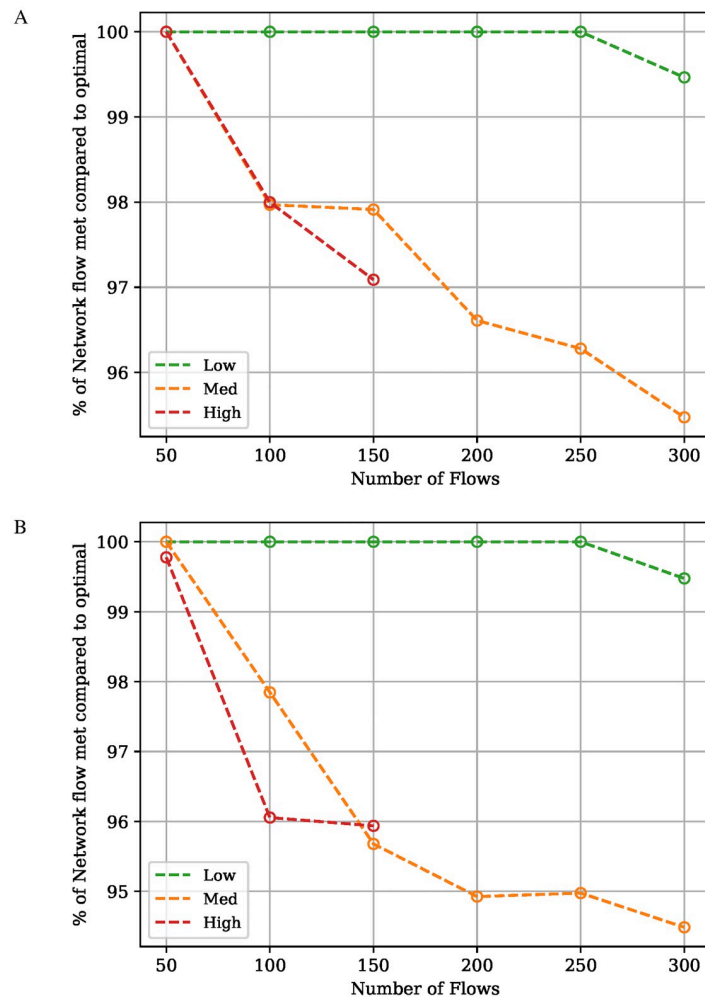 A
% of Network flow met compared to optimal
100
99
98
97
96
Low
Med
High
50 100 150 200 250 300
Number of Flows
B
% of Network flow met compared to optimal
100
99
98
97
96
95
Low
Med
High
50 100 150 200 250 300
Number of Flows